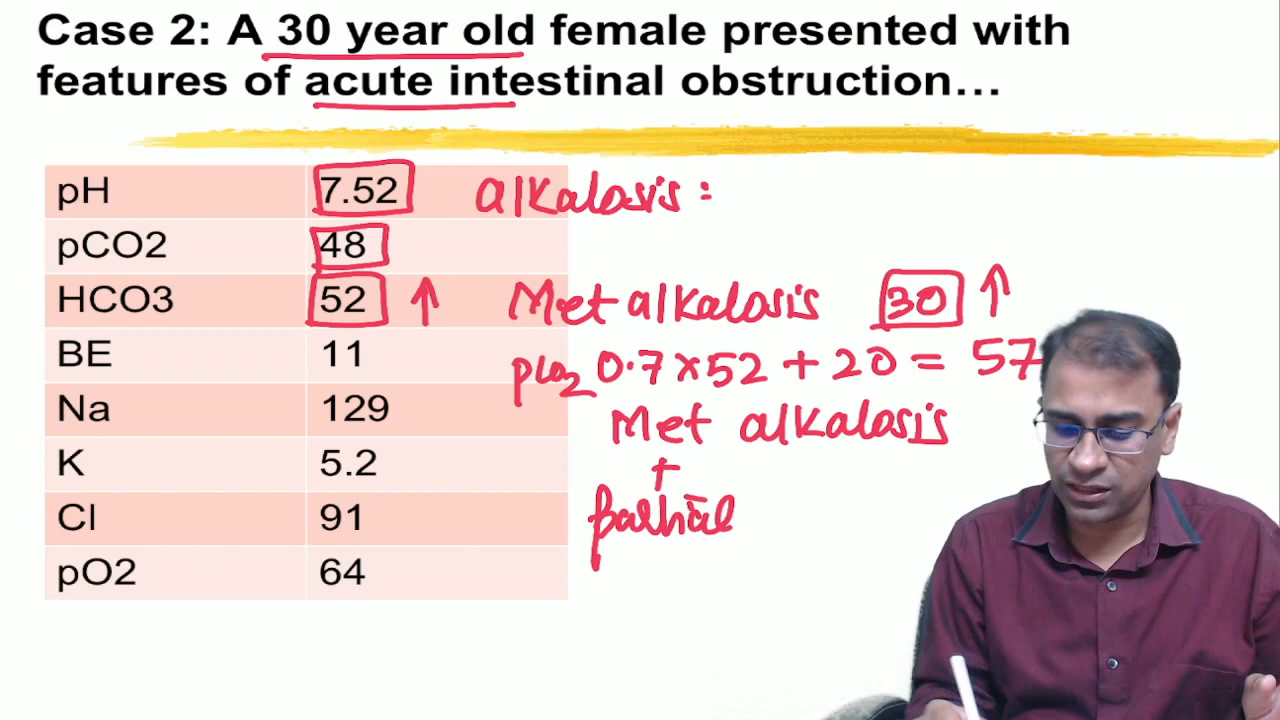 Case 2: A 30 year old female presented with
features of acute intestinal obstruction...
pH 7.52 alkalosis:
pCO2 48
HCO3 52 ↑ Met alkalosis 30 ↑
BE 11 pCO2 0.7×52 + 20 = 57
Na 129 Met alkalosis
K 5.2 +
Cl 91 partial
pO2 64